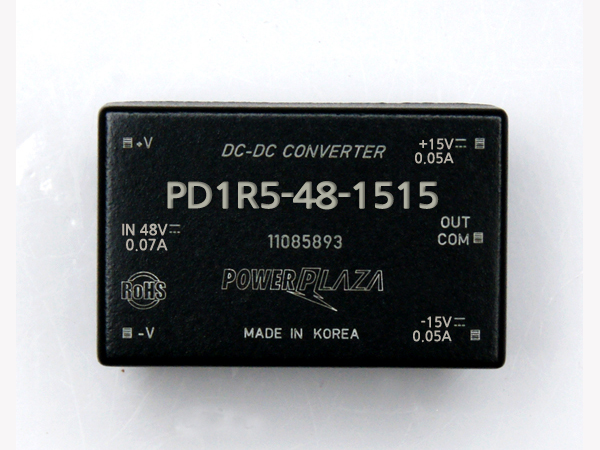 +V
DC-DC CONVERTER
+15V⎓
0.05A
PD1R5-48-1515
IN 48V⎓
0.07A
11085893
OUT
COM
RoHS
POWERPLAZA
-V
MADE IN KOREA
-15V⎓
0.05A